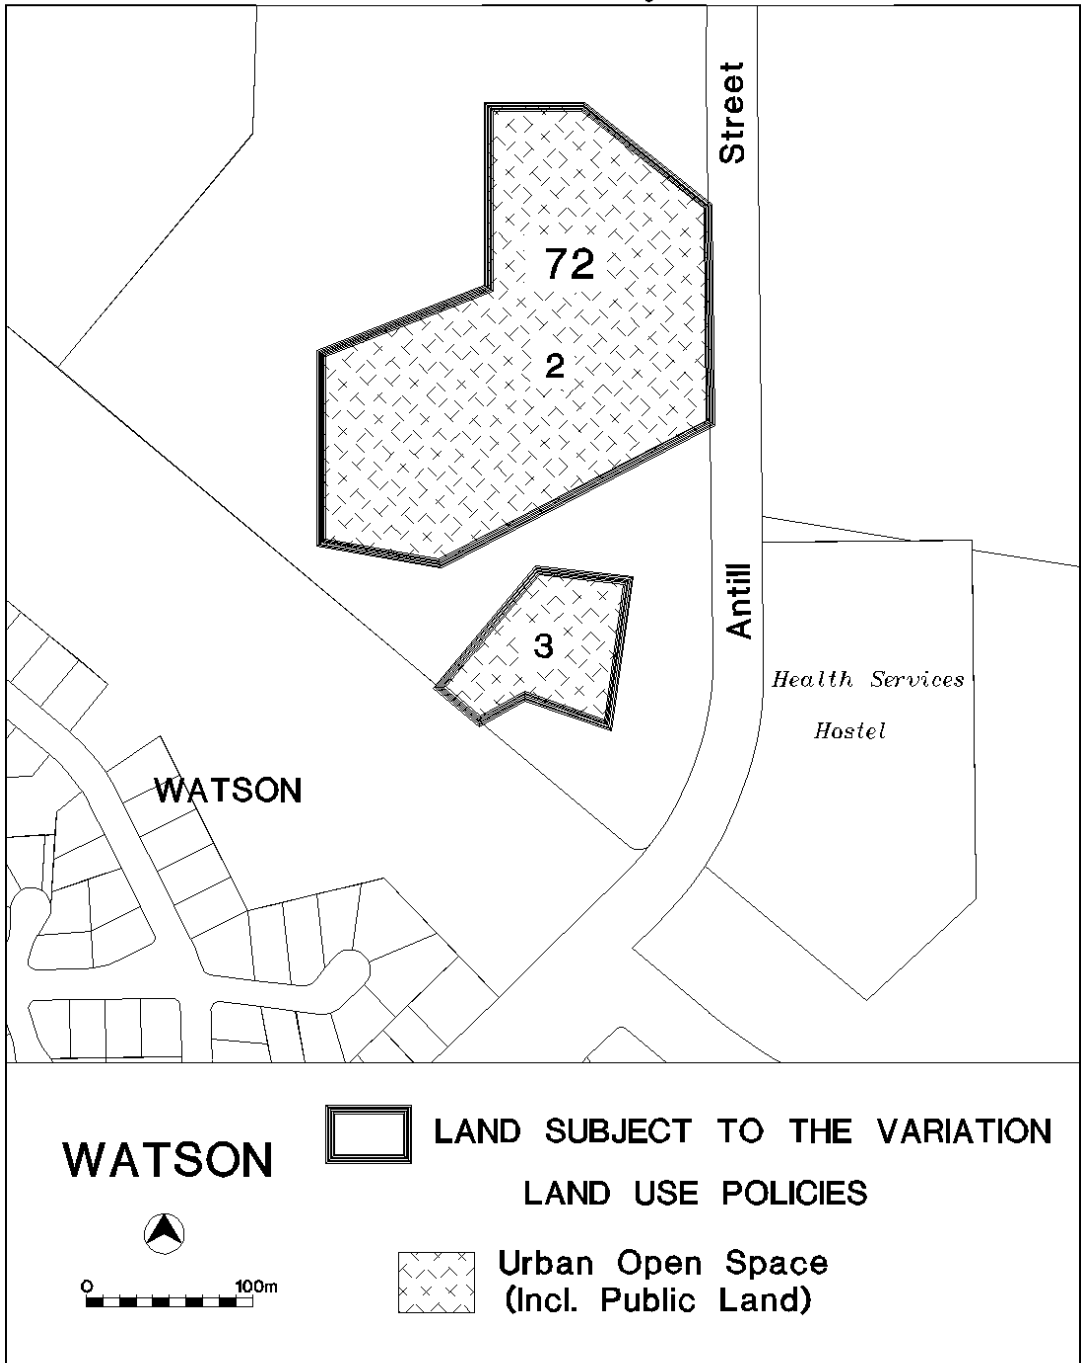 Street
72
2
Antill
3
Health Services
Hostel
WATSON
LAND SUBJECT TO THE VARIATION
WATSON
LAND USE POLICIES
Urban Open Space
(Incl. Public Land)
0 100m